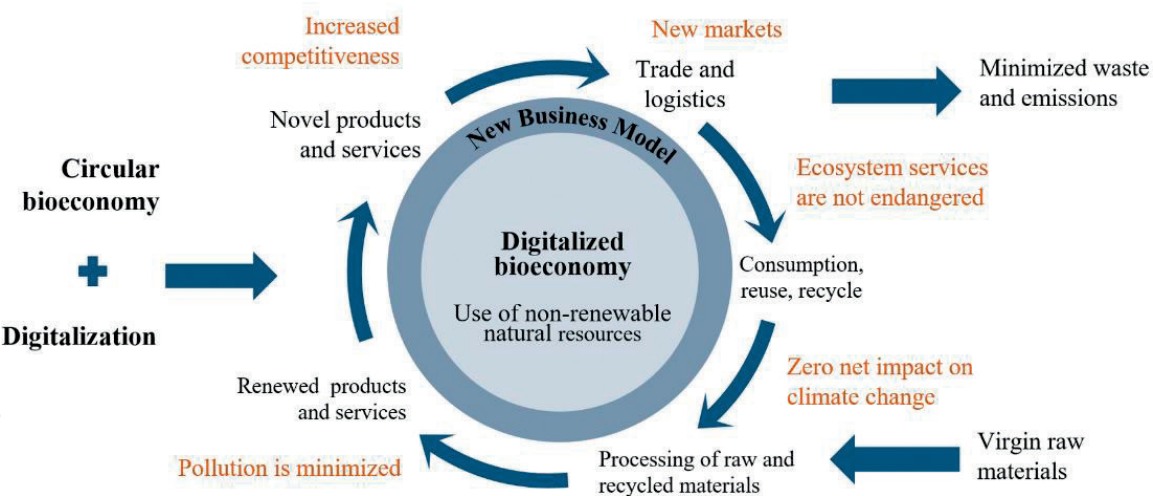 Increased
competitiveness
New markets
Trade and
logistics
Minimized waste
and emissions
Novel products
and services
New Business Model
Circular
bioeconomy
Ecosystem services
are not endangered
Digitalized
bioeconomy
Consumption,
reuse, recycle
Use of non-renewable
natural resources
Digitalization
Zero net impact on
climate change
Renewed products
and services
Pollution is minimized
Processing of raw and
recycled materials
Virgin raw
materials